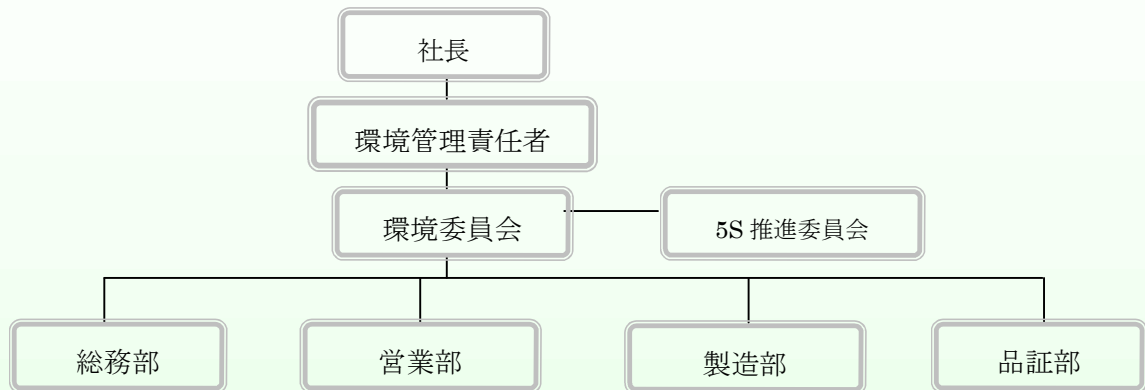 社長
環境管理責任者
環境委員会
5S 推進委員会
総務部
営業部
製造部
品証部